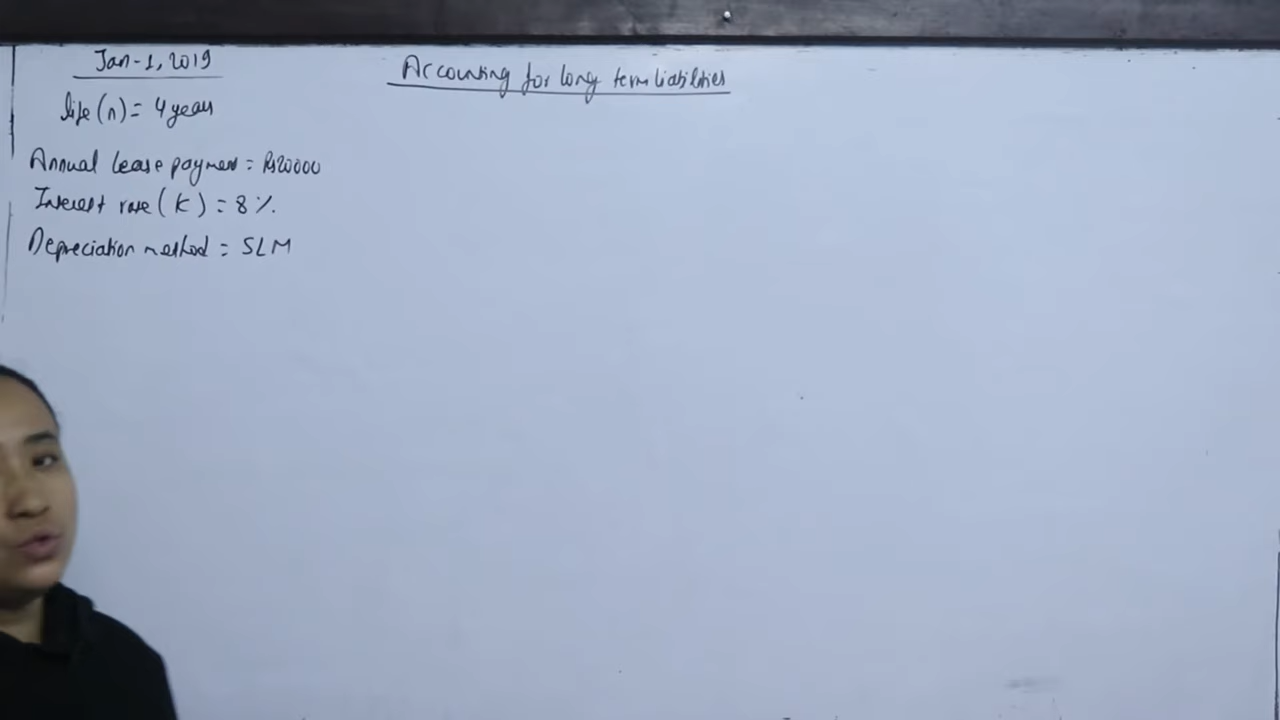 Jan-1, 2019
Accounting for long term liabilities
life (n) = 4 years
Annual lease payment = Rs20000
Interest rate (K) = 8 %.
Depreciation method = SLM